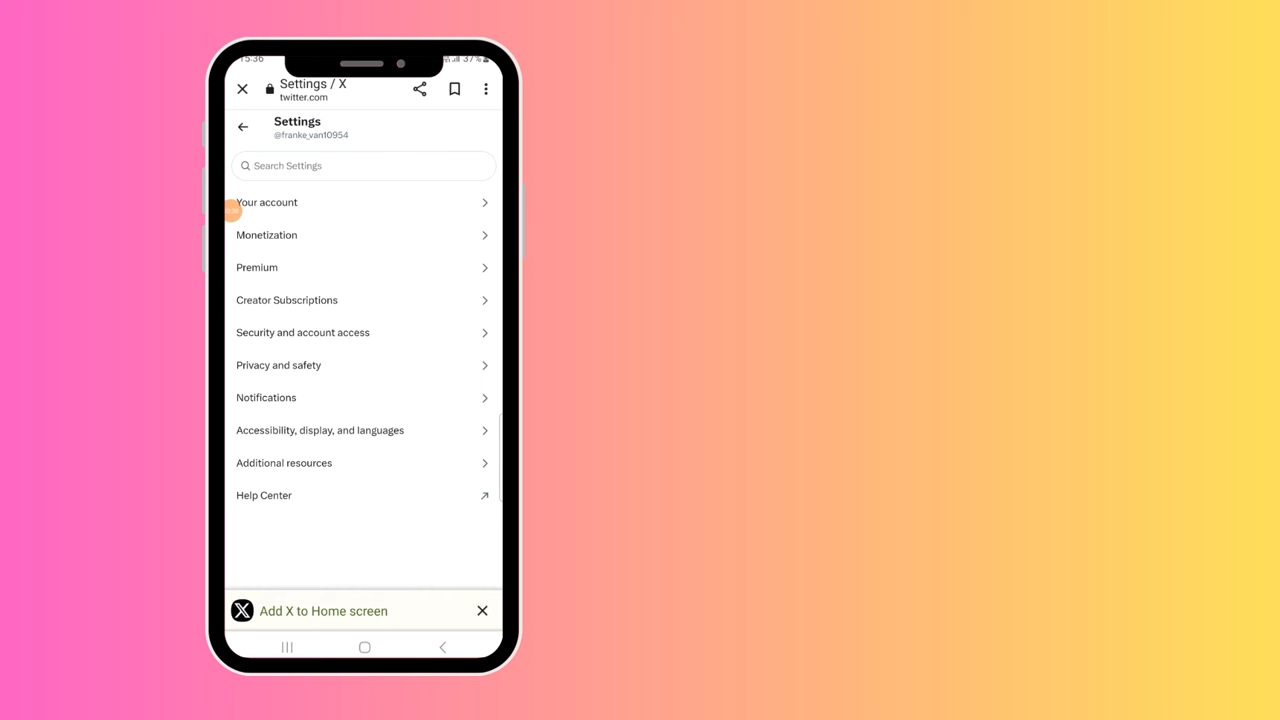 15:36
37%
Settings / X
twitter.com
Settings
@franke_van10954
Search Settings
Your account
Monetization
Premium
Creator Subscriptions
Security and account access
Privacy and safety
Notifications
Accessibility, display, and languages
Additional resources
Help Center
Add X to Home screen